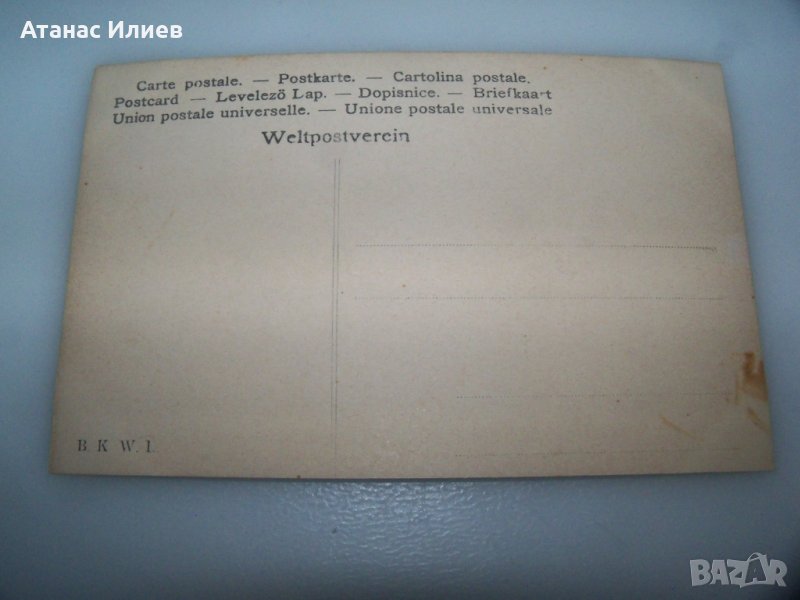 Атанас Илиев
Carte postale. — Postkarte. — Cartolina postale.
Postcard — Levelező Lap. — Dopisnice. — Briefkaart
Union postale universelle. — Unione postale universale
Weltpostverein
B. K. W. I.
BAZAR